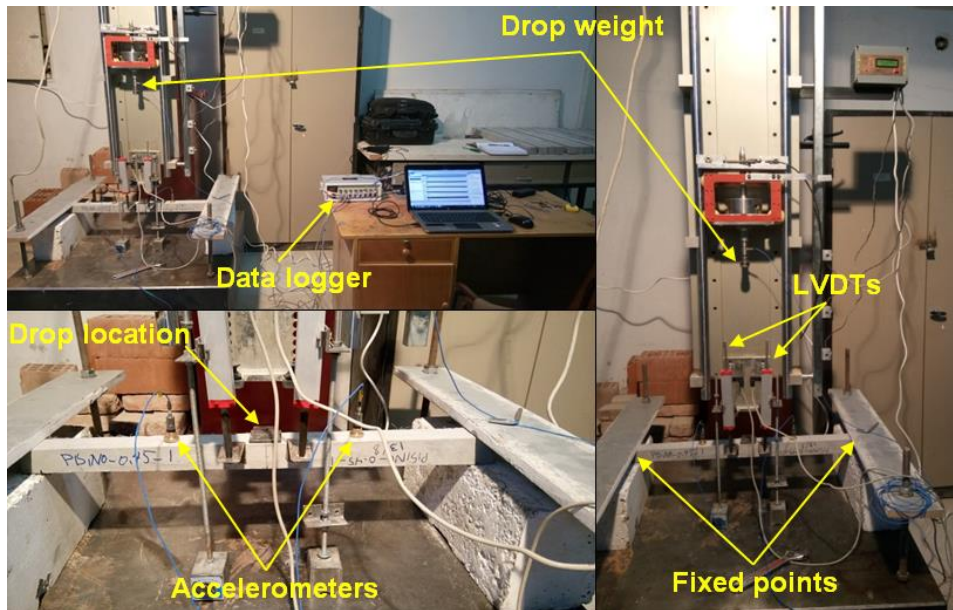 Drop weight
Data logger
LVDTs
Drop location
Accelerometers
Fixed points